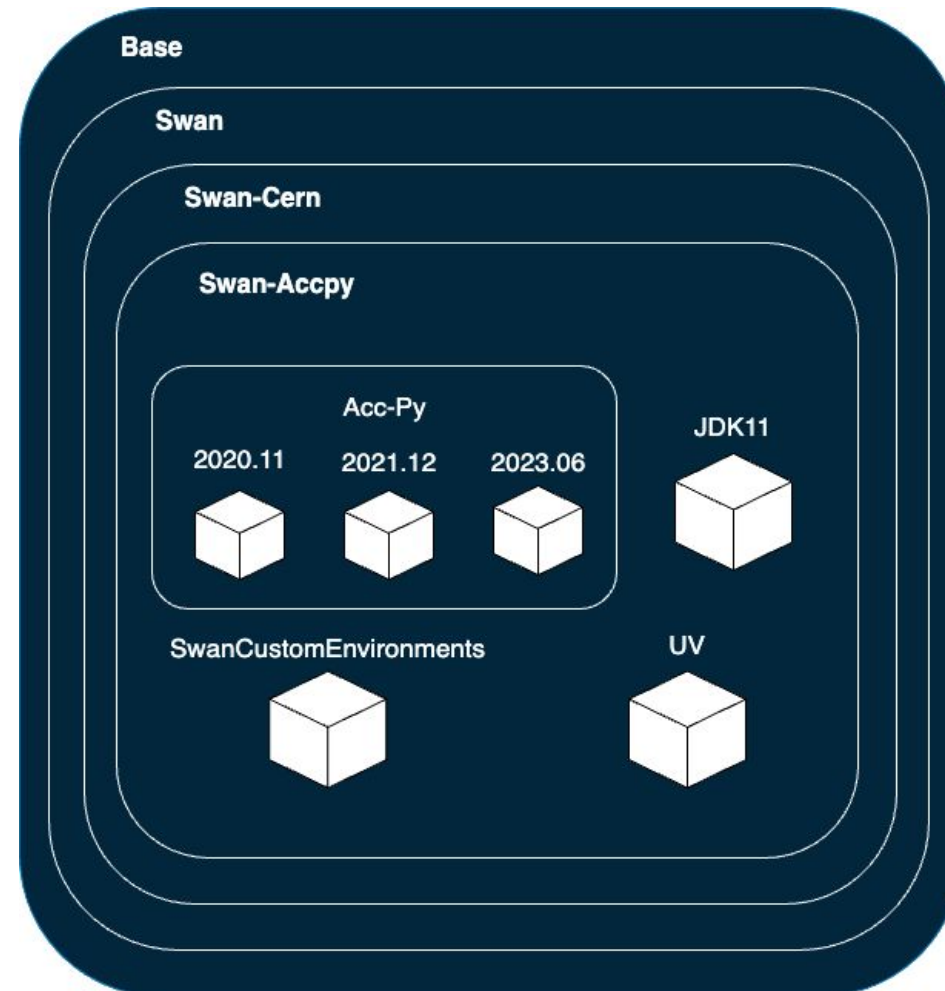 Base
Swan
Swan-Cern
Swan-Accpy
Acc-Py
2020.11 2021.12 2023.06
JDK11
SwanCustomEnvironments
UV